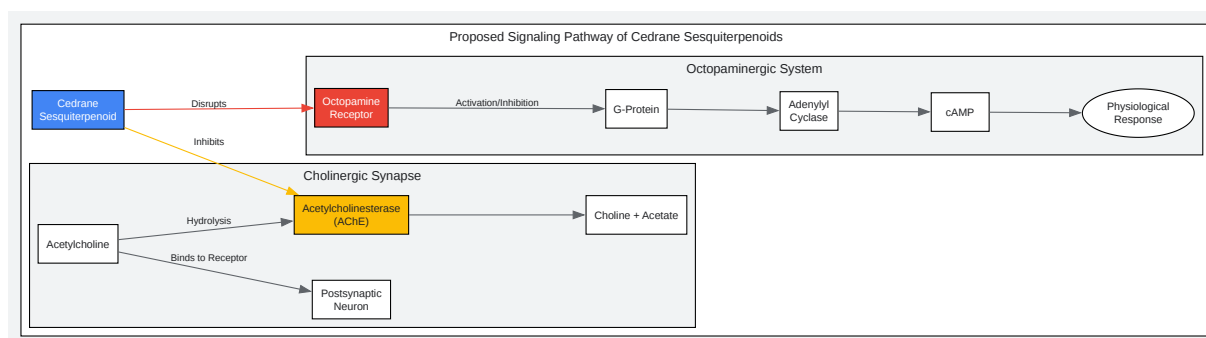 Proposed Signaling Pathway of Cedrane Sesquiterpenoids
Octopaminergic System
Cedrane
Sesquiterpenoid
Disrupts
Octopamine
Receptor
Activation/Inhibition
G-Protein
Adenylyl
Cyclase
cAMP
Physiological
Response
Inhibits
Cholinergic Synapse
Acetylcholine
Hydrolysis
Acetylcholinesterase
(AChE)
Choline + Acetate
Binds to Receptor
Postsynaptic
Neuron